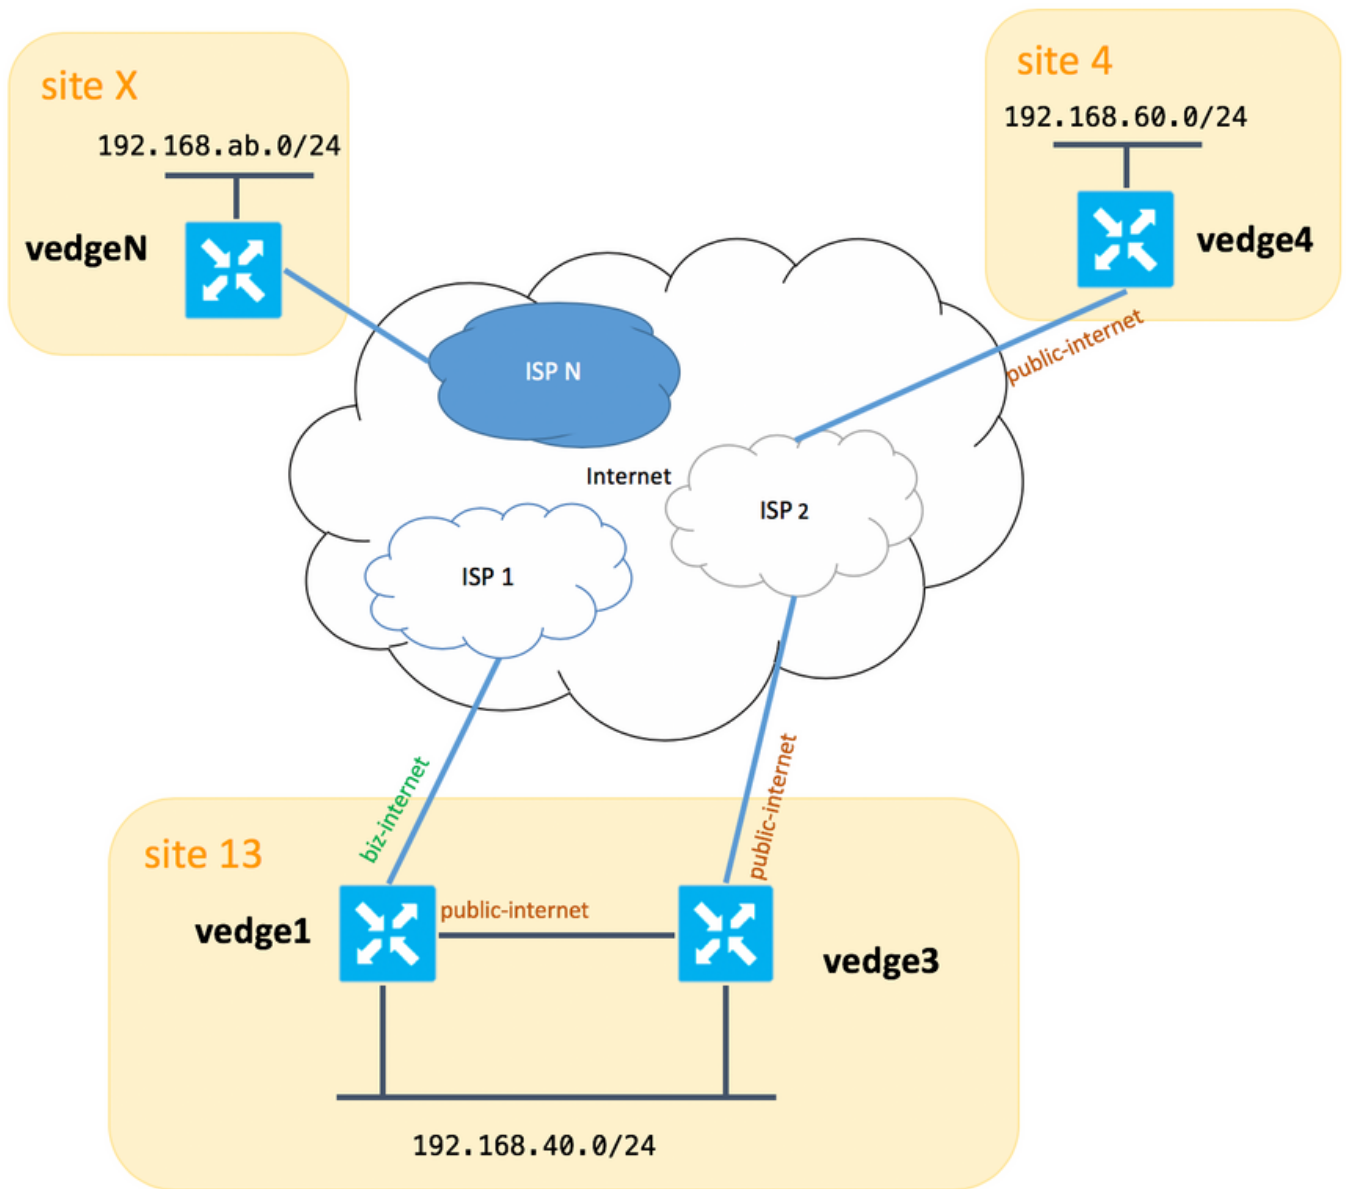 site X
192.168.ab.0/24
vedgeN
site 4
192.168.60.0/24
vedge4
public-internet
ISP N
Internet
ISP 2
ISP 1
biz-internet
public-internet
site 13
vedge1
public-internet
vedge3
192.168.40.0/24